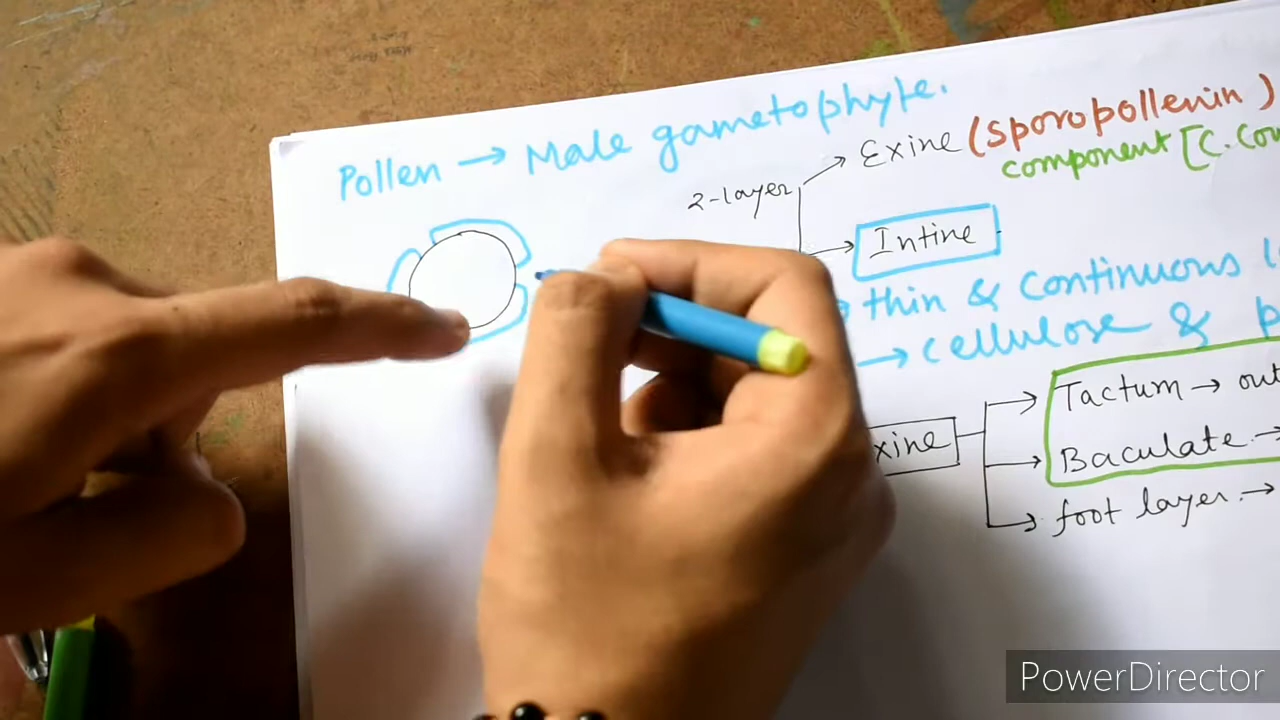 Pollen → Male gametophyte.
2-layer
Exine (sporopollenin)
component [C.
Intine
thin & continuous
→ cellulose &
xine
Tactum → out
Baculate →
foot layer. →
PowerDirector